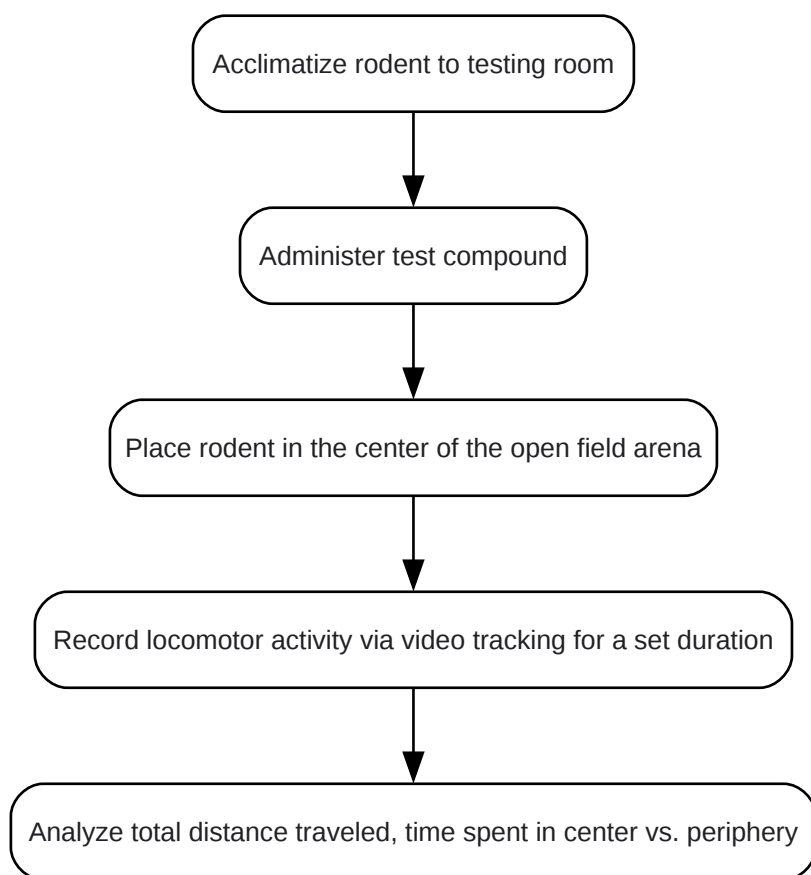 Acclimatize rodent to testing room
Administer test compound
Place rodent in the center of the open field arena
Record locomotor activity via video tracking for a set duration
Analyze total distance traveled, time spent in center vs. periphery